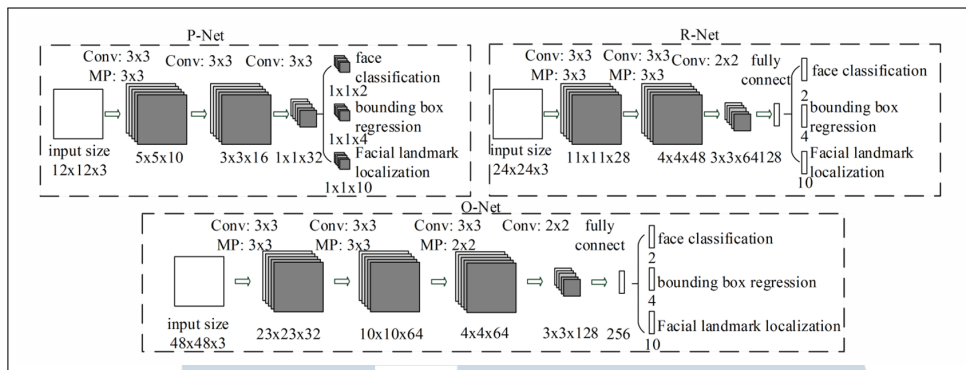 P-Net
Conv: 3x3 Conv: 3x3 Conv: 3x3
MP: 3x3
face
classification
1x1x2
bounding box
regression
1x1x4
Facial landmark
localization
1x1x10
input size
12x12x3
5x5x10
3x3x16
1x1x32
R-Net
Conv: 3x3 Conv: 3x3 Conv: 2x2 fully
MP: 3x3 MP: 3x3 connect
face classification
2
bounding box
regression
4
Facial landmark
localization
10
input size
24x24x3
11x11x28
4x4x48
3x3x64
128
O-Net
Conv: 3x3 Conv: 3x3 Conv: 3x3 Conv: 2x2 fully
MP: 3x3 MP: 3x3 MP: 2x2 connect
face classification
2
bounding box regression
4
Facial landmark localization
10
input size
48x48x3
23x23x32
10x10x64
4x4x64
3x3x128
256